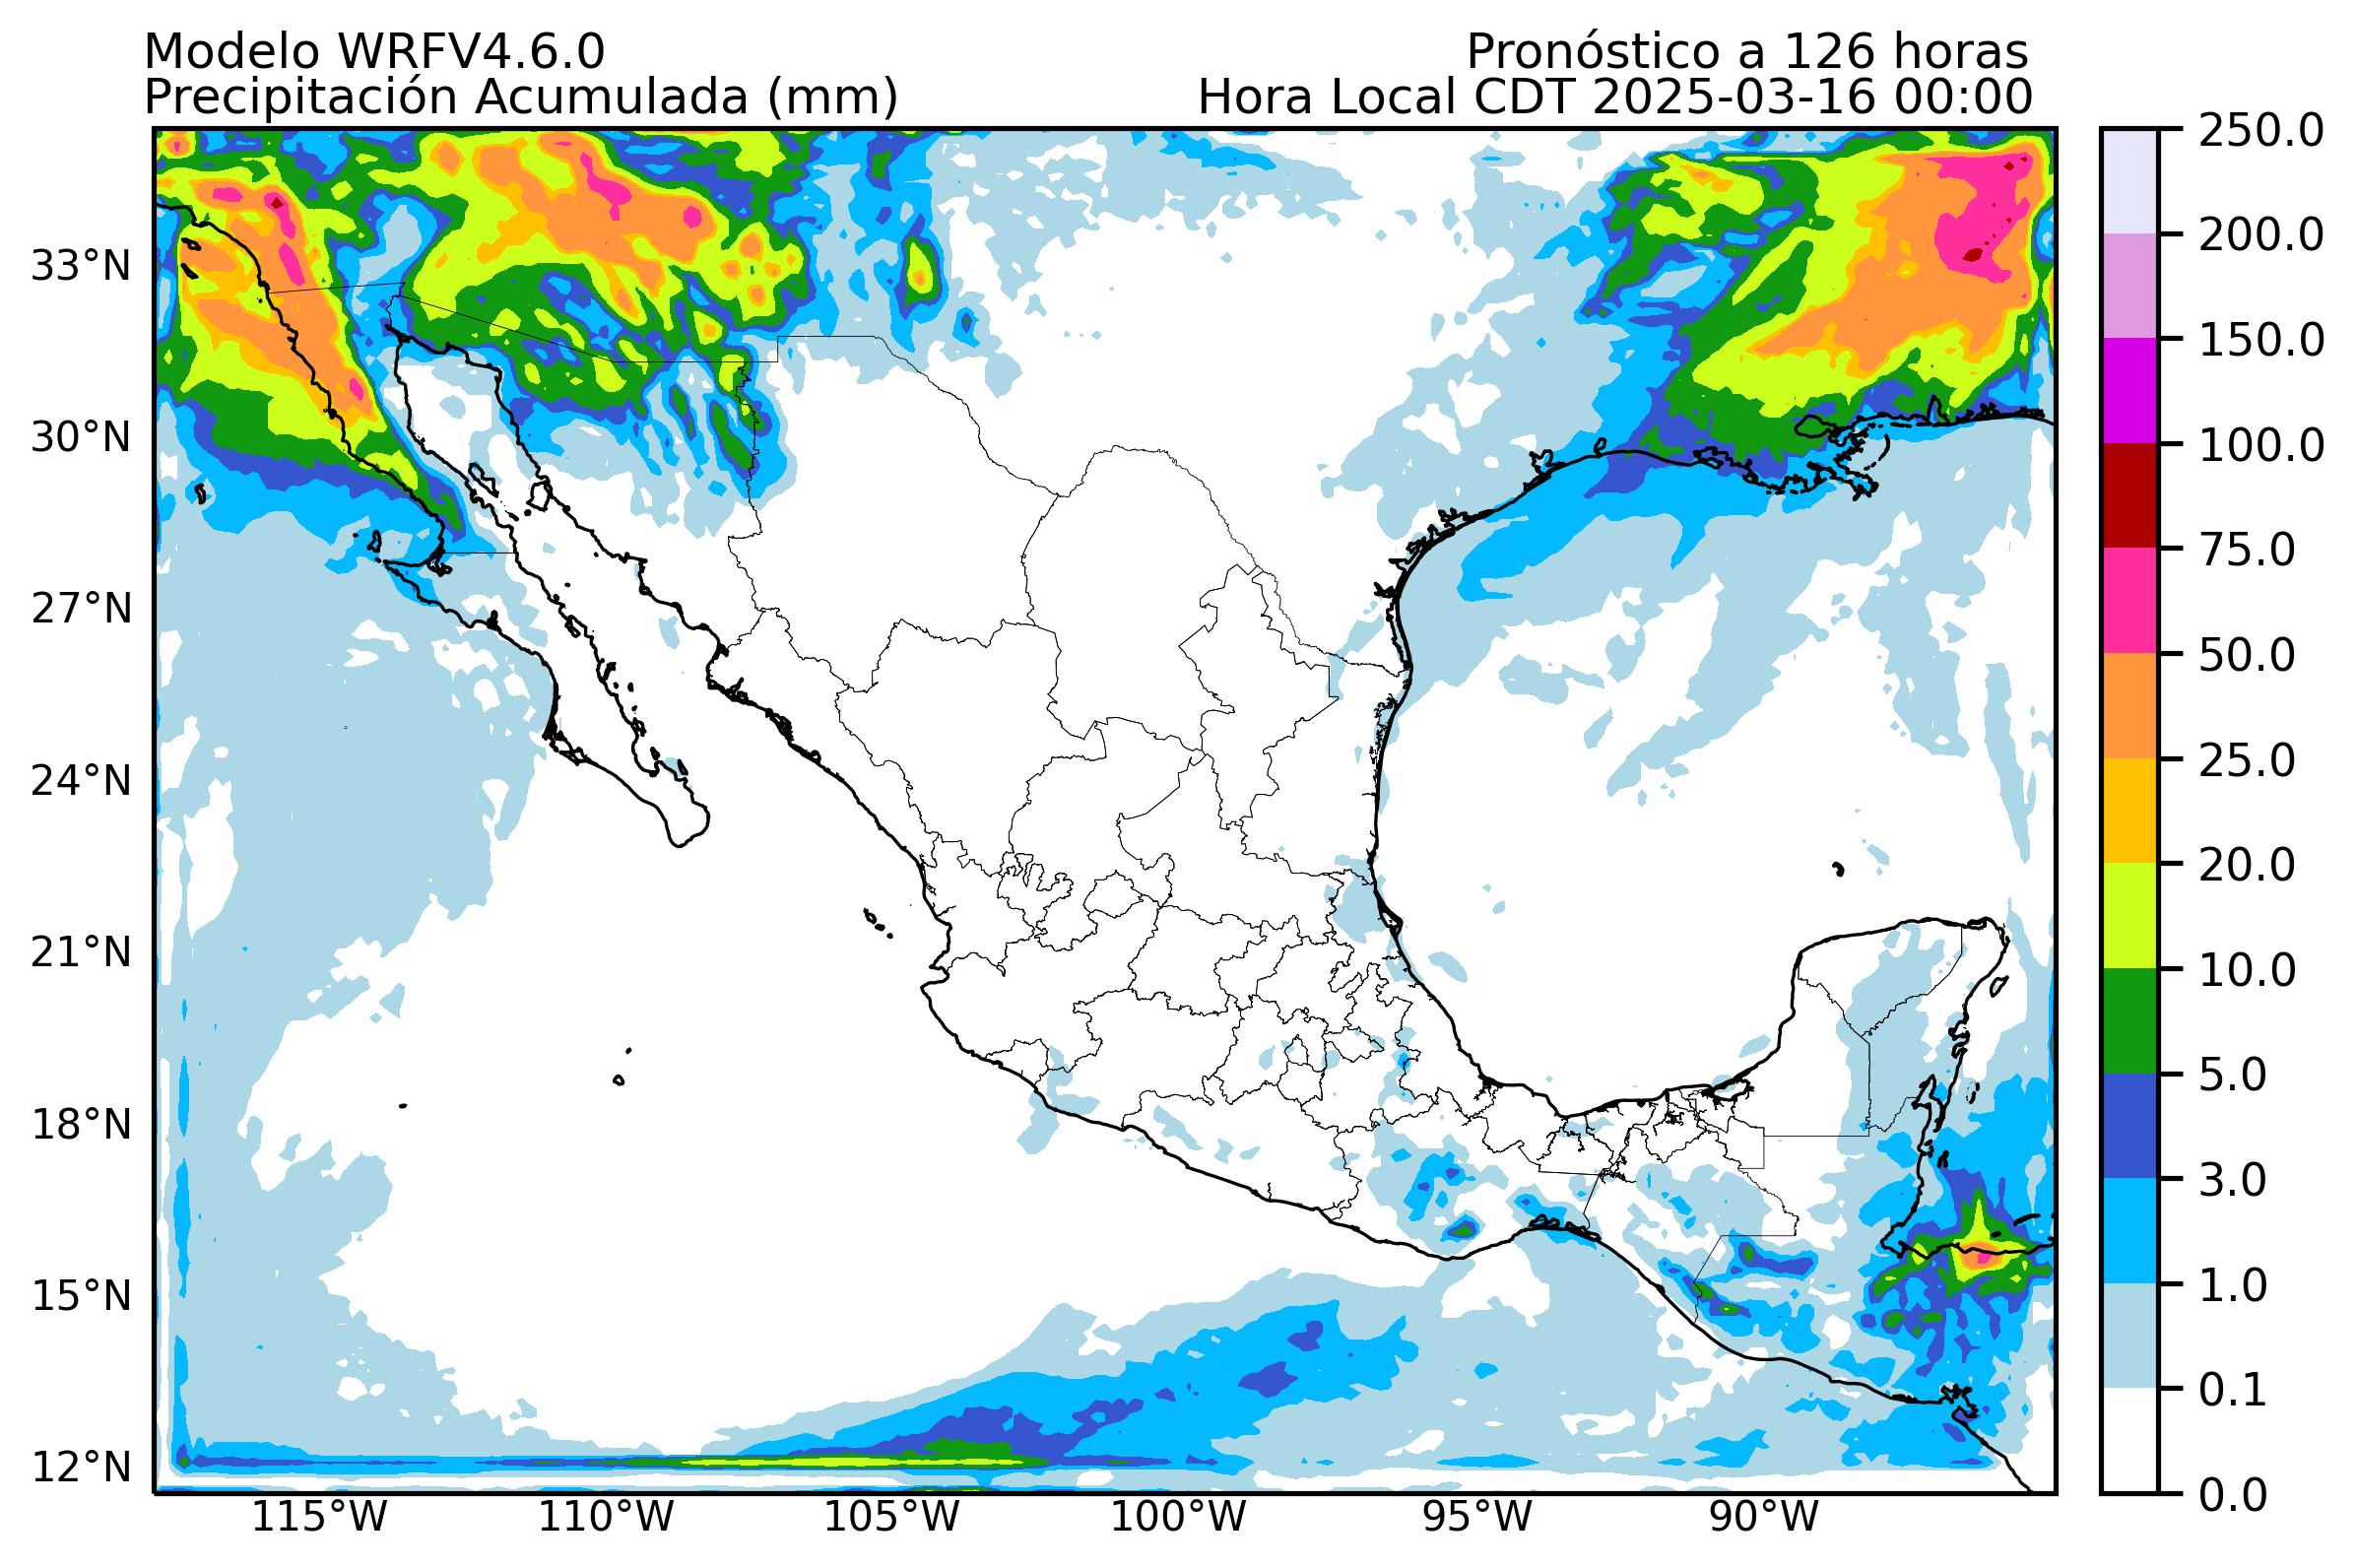 Modelo WRFV4.6.0
Pronóstico a 126 horas
Precipitación Acumulada (mm)
Hora Local CDT 2025-03-16 00:00
33°N
30°N
27°N
24°N
21°N
18°N
15°N
12°N
115°W
110°W
105°W
100°W
95°W
90°W
250.0
200.0
150.0
100.0
75.0
50.0
25.0
20.0
10.0
5.0
3.0
1.0
0.1
0.0